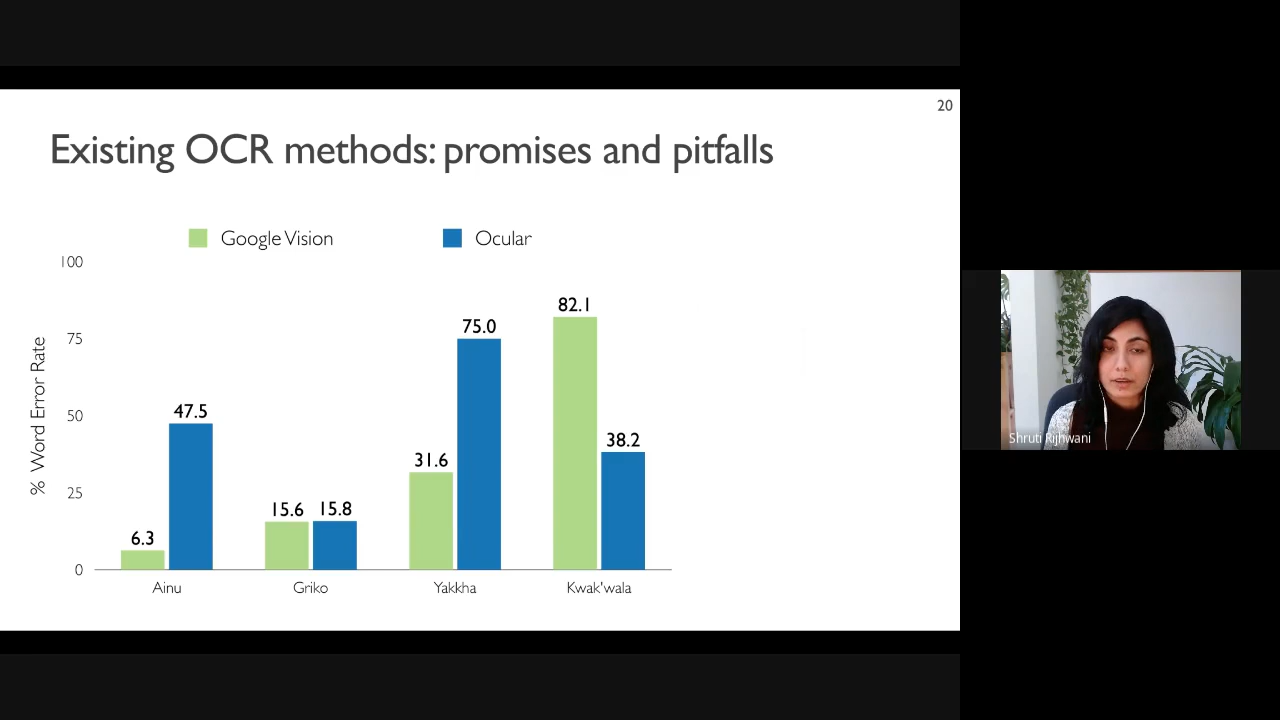 20
Existing OCR methods: promises and pitfalls
Google Vision
Ocular
% Word Error Rate
100
75
50
25
0
6.3
47.5
15.6
15.8
31.6
75.0
82.1
38.2
Ainu
Griko
Yakkha
Kwak'wala
Shruti Rijhwani